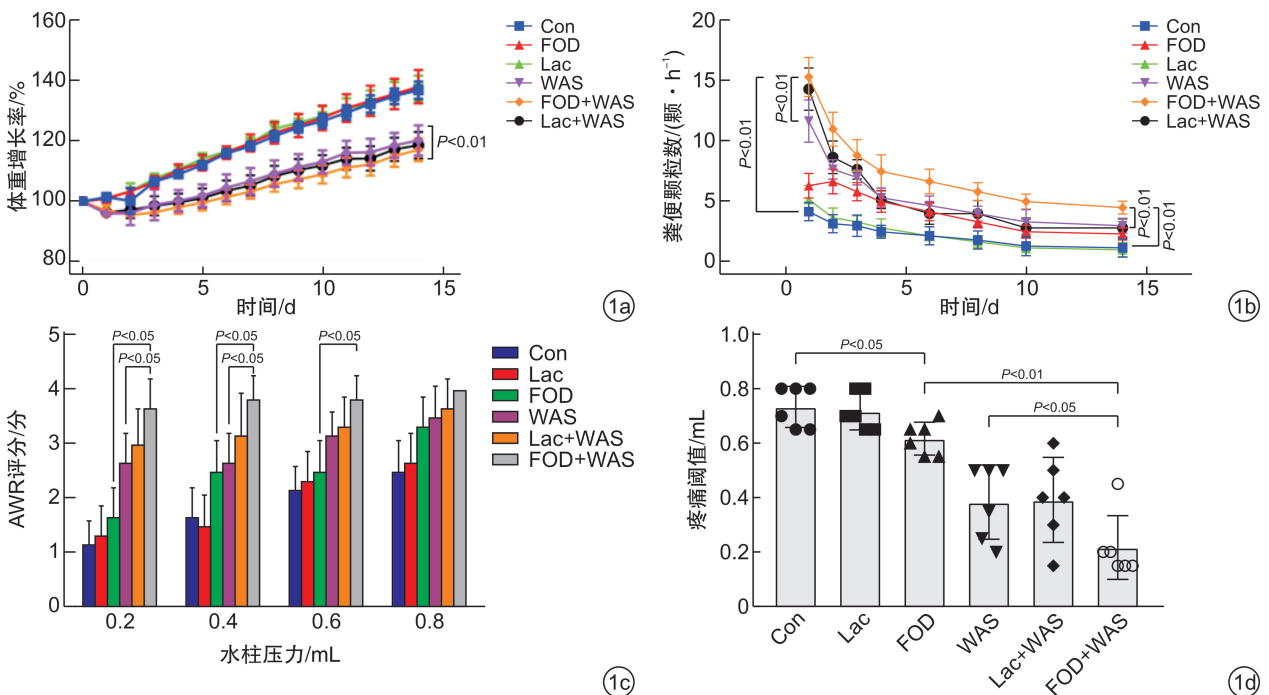 160
140
120
100
80
体重增长率/%
0
5
10
15
时间/d
Con
FOD
Lac
WAS
FOD+WAS
Lac+WAS
P<0.01
1a
20
15
10
5
0
粪便颗粒数/(颗·h⁻¹)
0
5
10
15
时间/d
Con
FOD
Lac
WAS
FOD+WAS
Lac+WAS
P<0.01
P<0.01
P<0.01
P<0.01
1b
5
4
3
2
1
0
AWR评分/分
P<0.05
P<0.05
P<0.05
P<0.05
P<0.05
0.2
0.4
0.6
0.8
水柱压力/mL
Con
Lac
FOD
WAS
Lac+WAS
FOD+WAS
1c
1.0
0.8
0.6
0.4
0.2
0
疼痛阈值/mL
P<0.05
P<0.01
P<0.05
Con
Lac
FOD
WAS
Lac+WAS
FOD+WAS
1d